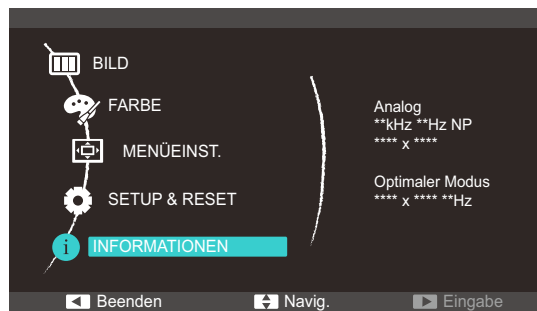 BILD
FARBE
MENÜEINST.
SETUP & RESET
i INFORMATIONEN
Analog
**kHz **Hz NP
**** x ****
Optimaler Modus
**** x **** **Hz
Beenden
Navig.
Eingabe